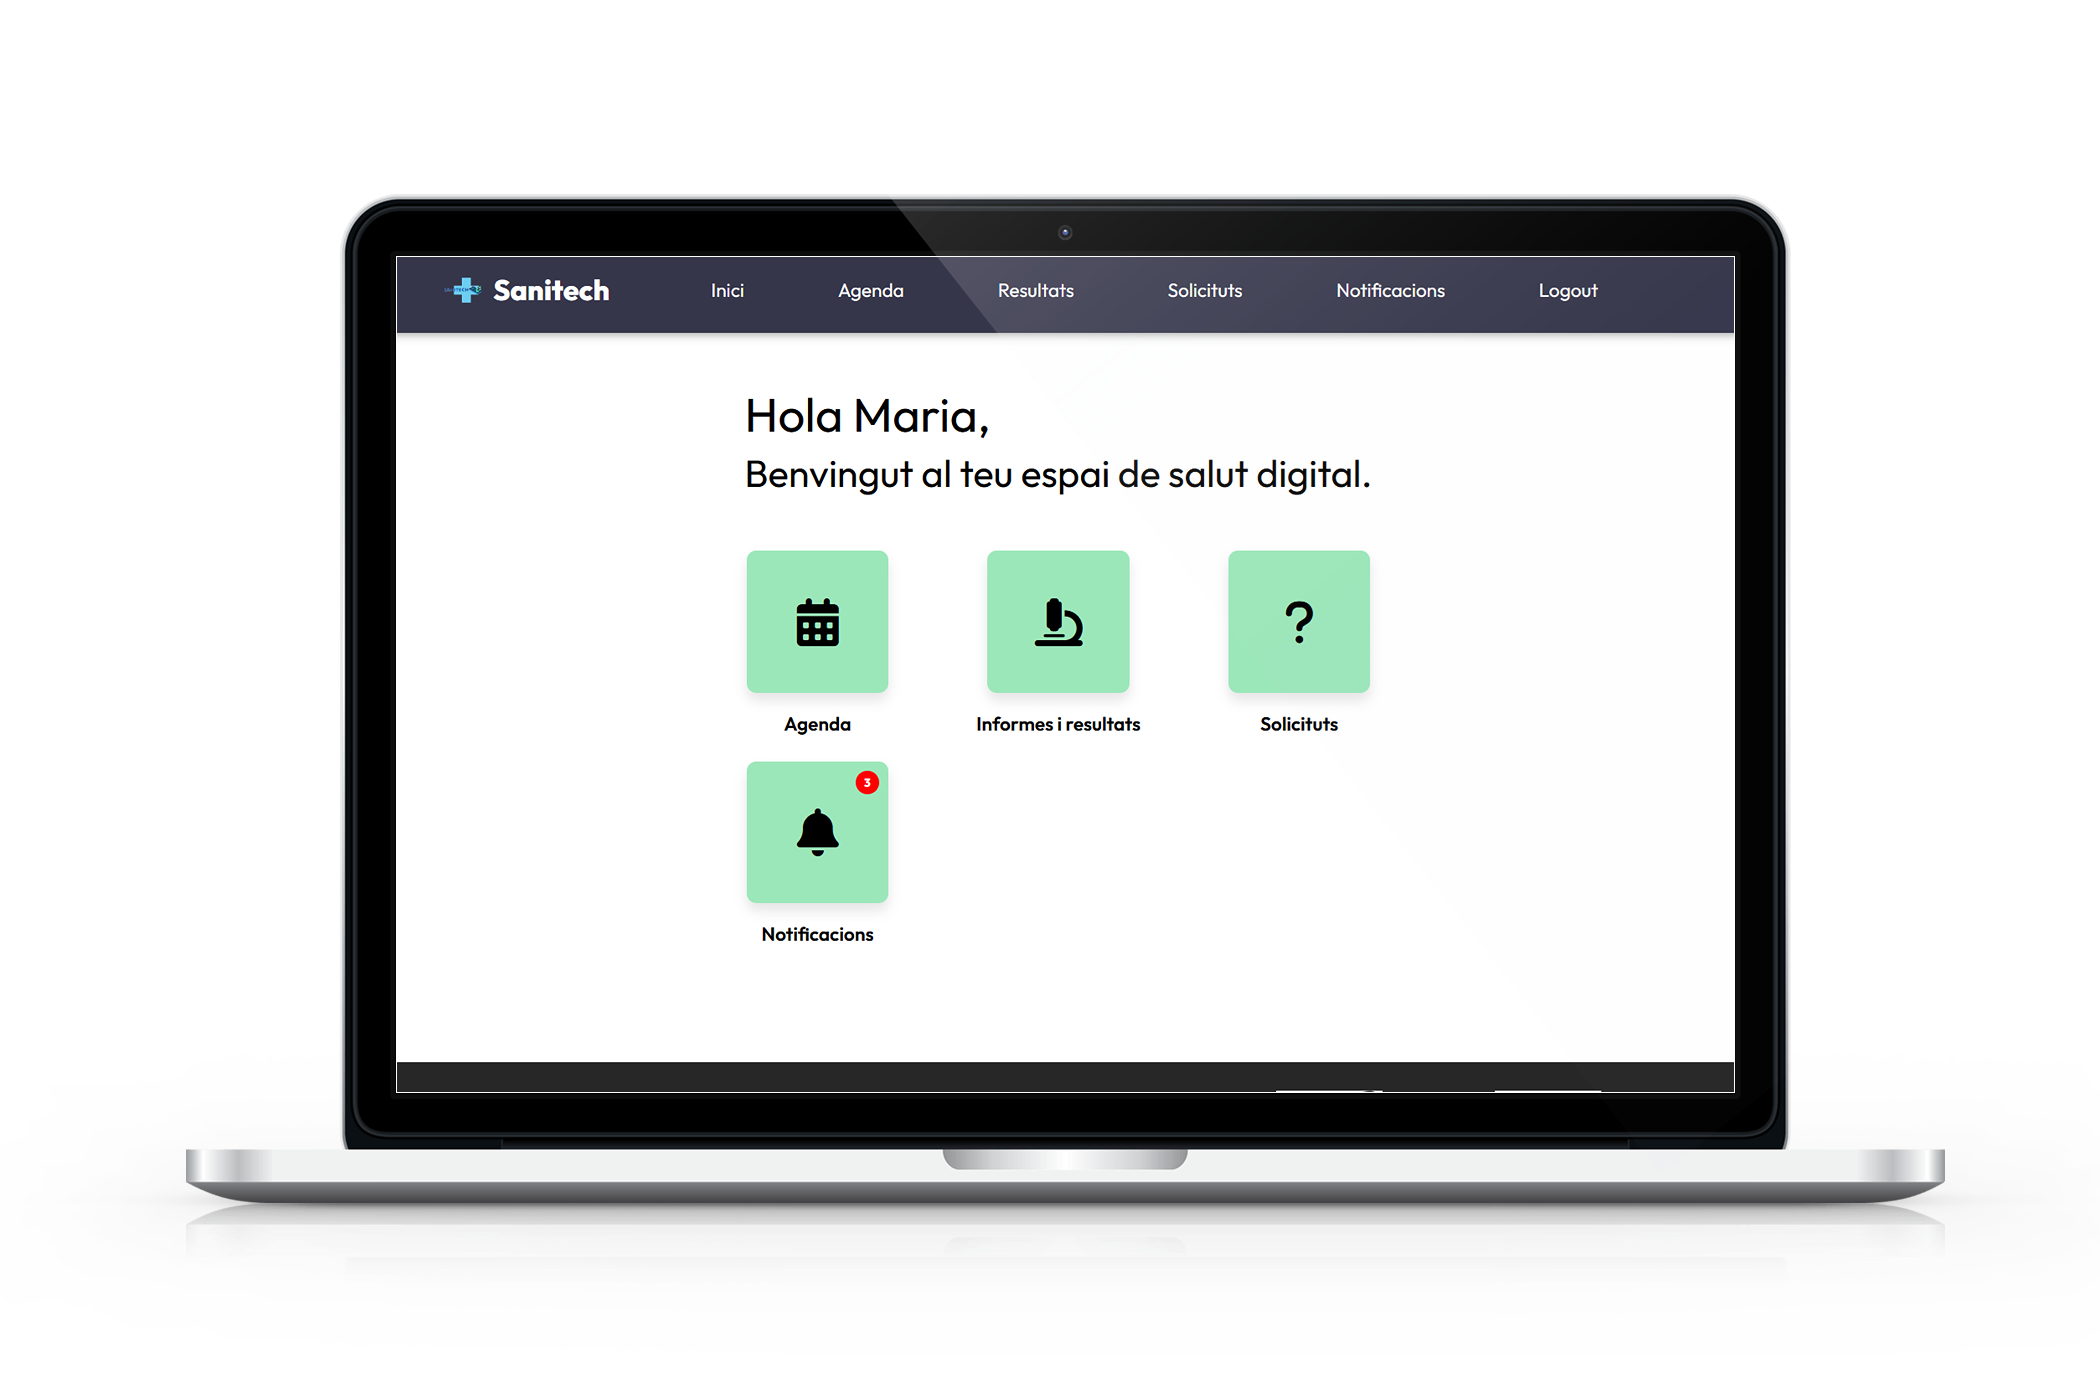 Sanitech
Inici
Agenda
Resultats
Solicituts
Notificacions
Logout
Hola Maria,
Benvingut al teu espai de salut digital.
Agenda
Informes i resultats
Solicituts
3
Notificacions